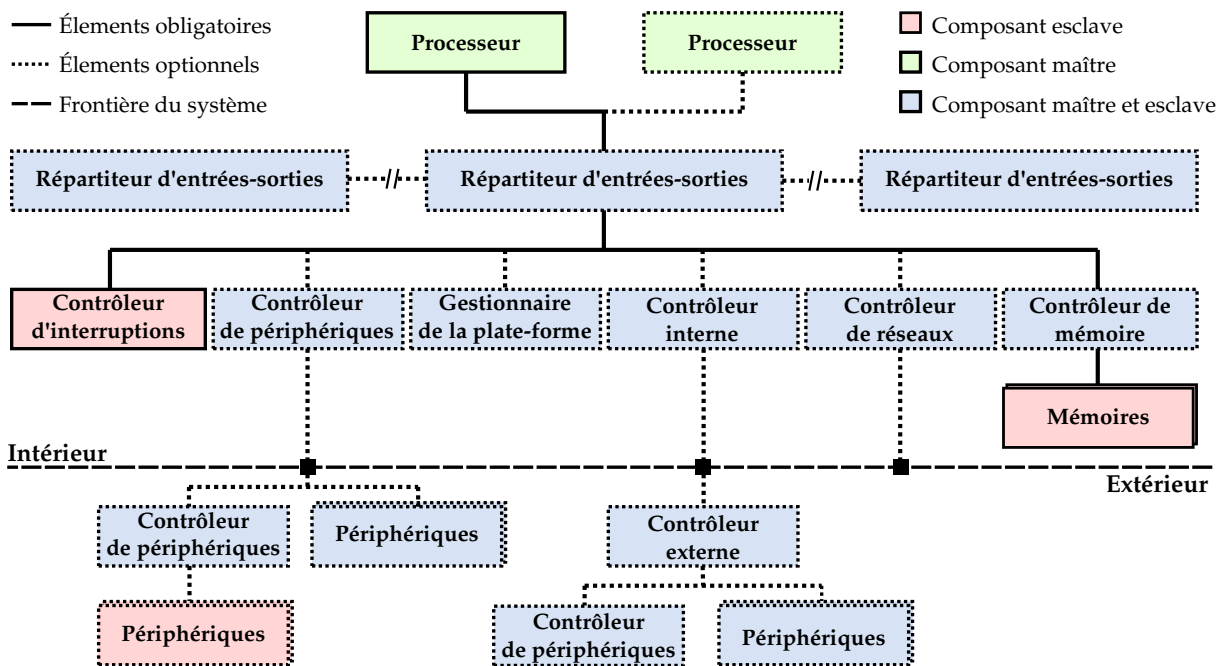 Élements obligatoires
Élements optionnels
Frontière du système
Processeur
Processeur
Composant esclave
Composant maître
Composant maître et esclave
Répartiteur d'entrées-sorties
Répartiteur d'entrées-sorties
Répartiteur d'entrées-sorties
//
//
Contrôleur
d'interruptions
Contrôleur
de périphériques
Gestionnaire
de la plate-forme
Contrôleur
interne
Contrôleur
de réseaux
Contrôleur de
mémoire
Mémoires
Intérieur
Extérieur
Contrôleur
de périphériques
Périphériques
Contrôleur
externe
Périphériques
Contrôleur
de périphériques
Périphériques